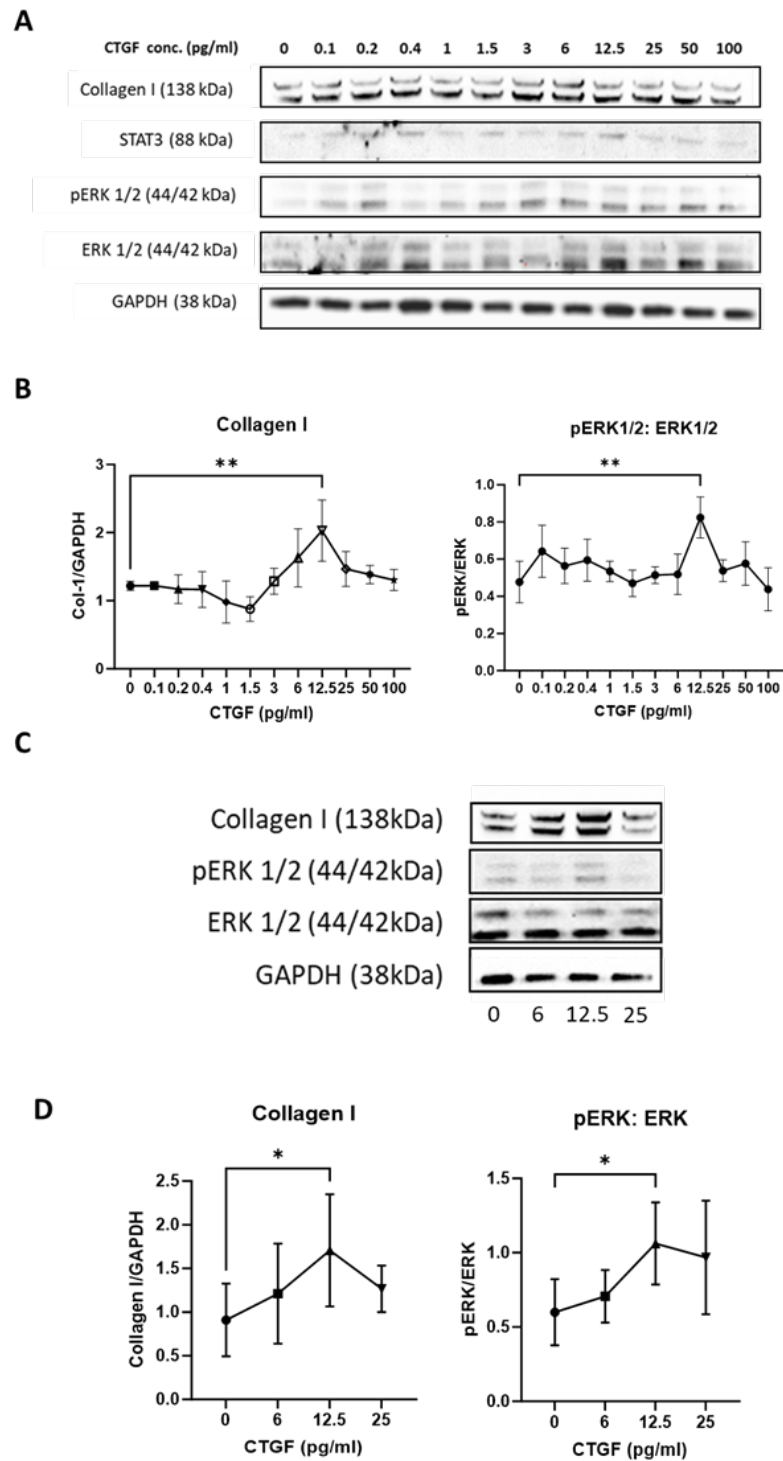 A
CTGF conc. (pg/ml) 0 0.1 0.2 0.4 1 1.5 3 6 12.5 25 50 100
Collagen I (138 kDa)
STAT3 (88 kDa)
pERK 1/2 (44/42 kDa)
ERK 1/2 (44/42 kDa)
GAPDH (38 kDa)
B
Collagen I
**
Col-1/GAPDH
3
2
1
0
0 0.1 0.2 0.4 1 1.5 3 6 12.5 25 50 100
CTGF (pg/ml)
pERK1/2: ERK1/2
**
pERK/ERK
1.0
0.8
0.6
0.4
0.2
0.0
0 0.1 0.2 0.4 1 1.5 3 6 12.5 25 50 100
CTGF (pg/ml)
C
Collagen I (138kDa)
pERK 1/2 (44/42kDa)
ERK 1/2 (44/42kDa)
GAPDH (38kDa)
0 6 12.5 25
D
Collagen I
*
Collagen I/GAPDH
2.5
2.0
1.5
1.0
0.5
0.0
0 6 12.5 25
CTGF (pg/ml)
pERK: ERK
*
pERK/ERK
1.5
1.0
0.5
0.0
0 6 12.5 25
CTGF (pg/ml)